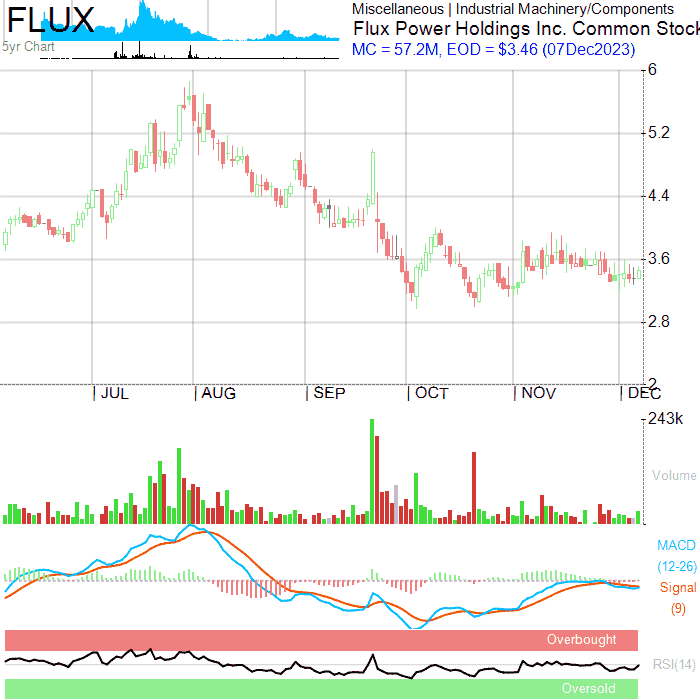 FLUX
5yr Chart
Miscellaneous | Industrial Machinery/Components
Flux Power Holdings Inc. Common Stock
MC = 57.2M, EOD = $3.46 (07Dec2023)
6
5.2
4.4
3.6
2.8
2
JUL AUG SEP OCT NOV DEC
243k
Volume
MACD
(12-26)
Signal
(9)
Overbought
RSI(14)
Oversold